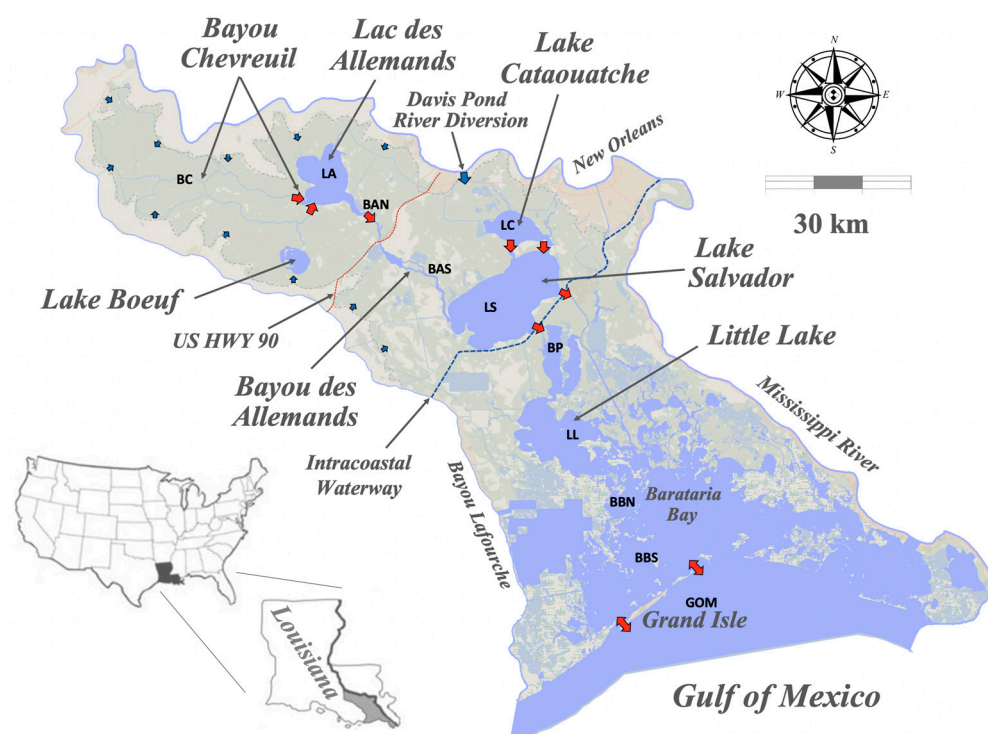 Bayou
Chevreuil
Lac des
Allemands
Lake
Cataouatche
Davis Pond
River Diversion
New Orleans
N
W
E
S
30 km
BC
LA
BAN
LC
BAS
LS
BP
LL
BBN
BBS
GOM
Lake Boeuf
US HWY 90
Lake
Salvador
Little Lake
Bayou des
Allemands
Intracoastal
Waterway
Bayou Lafourche
Mississippi River
Barataria
Bay
Grand Isle
Gulf of Mexico
Louisiana